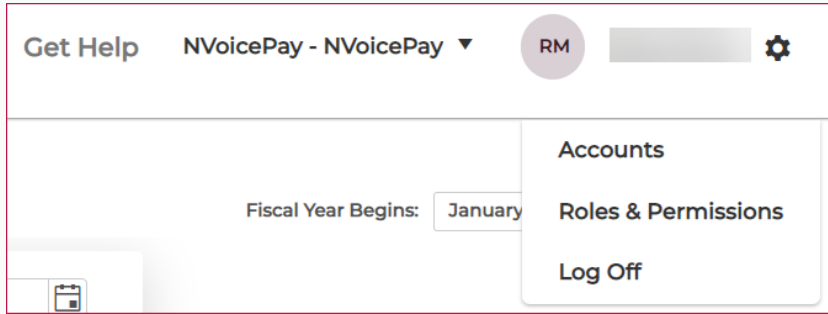 Get Help NVoicePay - NVoicePay RM
Accounts
Fiscal Year Begins: January Roles & Permissions
Log Off